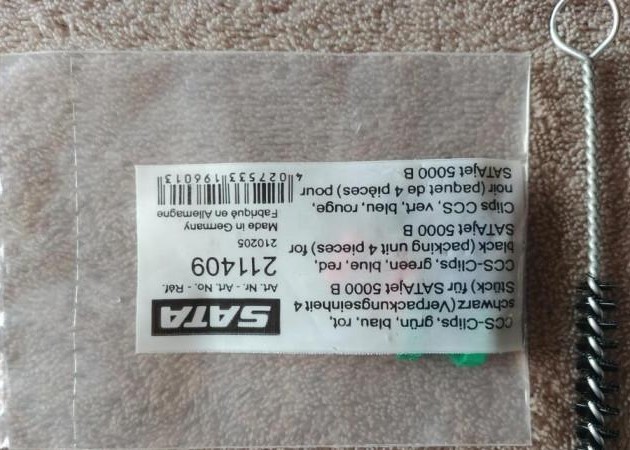 CCS-Clips, grün, blau, rot,
schwarz(Verpackungseinheit 4
Stück) für SATAjet 5000 B
CCS-Clips, green, blue, red,
black (packing unit 4 pieces) for
SATAjet 5000 B
Clips CCS, vert, bleu, rouge,
noir (paquet de 4 pièces) pour)
SATAjet 5000 B
SATA
Art. Nr - Art. No - Réf.
211409
210205
Made in Germany
Fabriqué en Allemagne
4 027533 196013